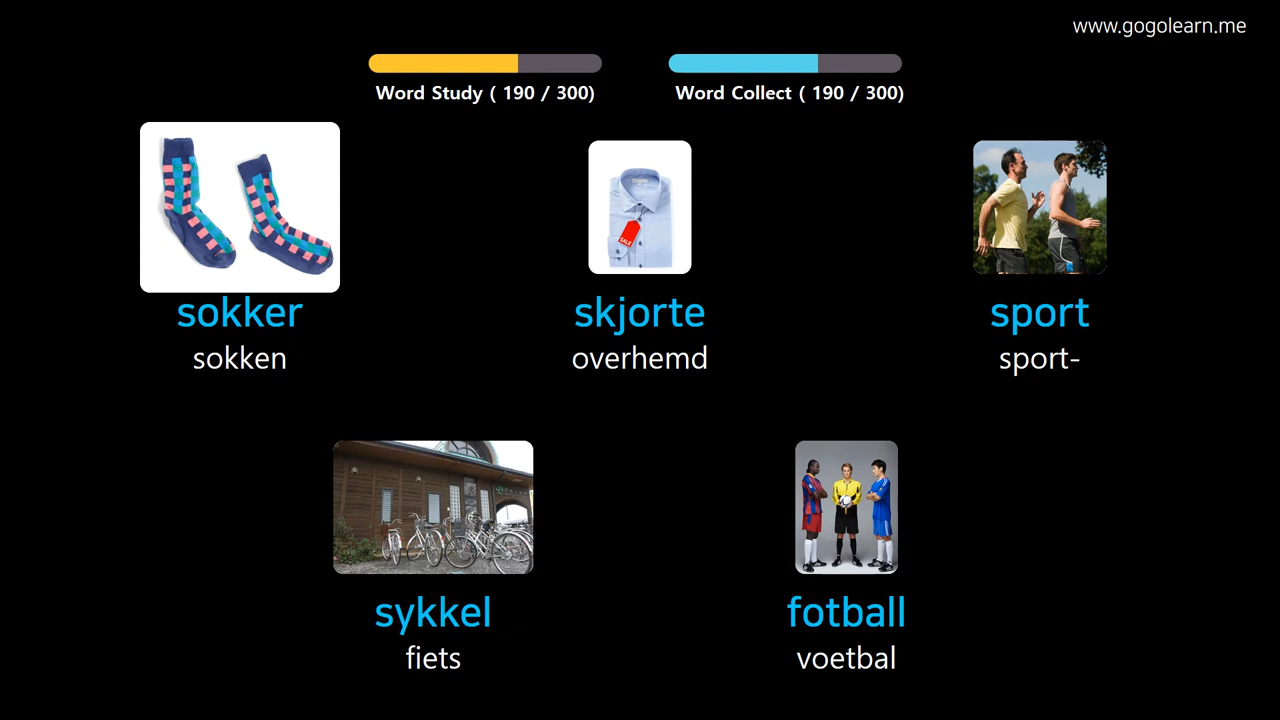 www.gogolearn.me
Word Study ( 190 / 300)
Word Collect ( 190 / 300)
SALE
sokker
skjorte
sport
sokken
overhemd
sport-
sykkel
fotball
fiets
voetbal